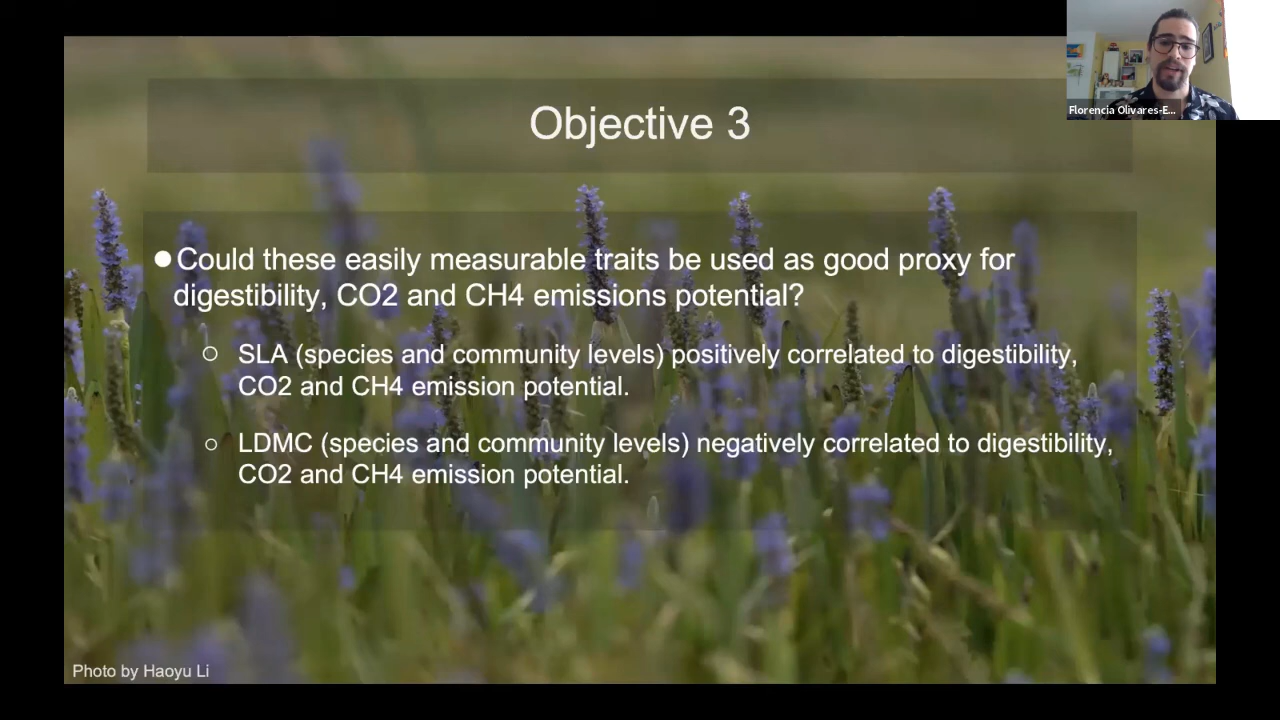 Florencia Olivares-E...
Objective 3
● Could these easily measurable traits be used as good proxy for
digestibility, CO2 and CH4 emissions potential?
○ SLA (species and community levels) positively correlated to digestibility,
CO2 and CH4 emission potential.
○ LDMC (species and community levels) negatively correlated to digestibility,
CO2 and CH4 emission potential.
Photo by Haoyu Li